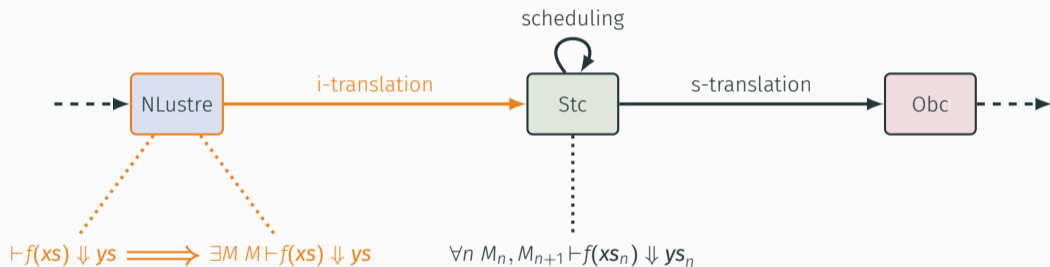 scheduling
i-translation
s-translation
NLustre
Stc
Obc
⊢f(xs) ⇓ ys ⟹ ∃M M ⊢f(xs) ⇓ ys
∀n Mₙ, Mₙ₊₁ ⊢f(xsₙ) ⇓ ysₙ